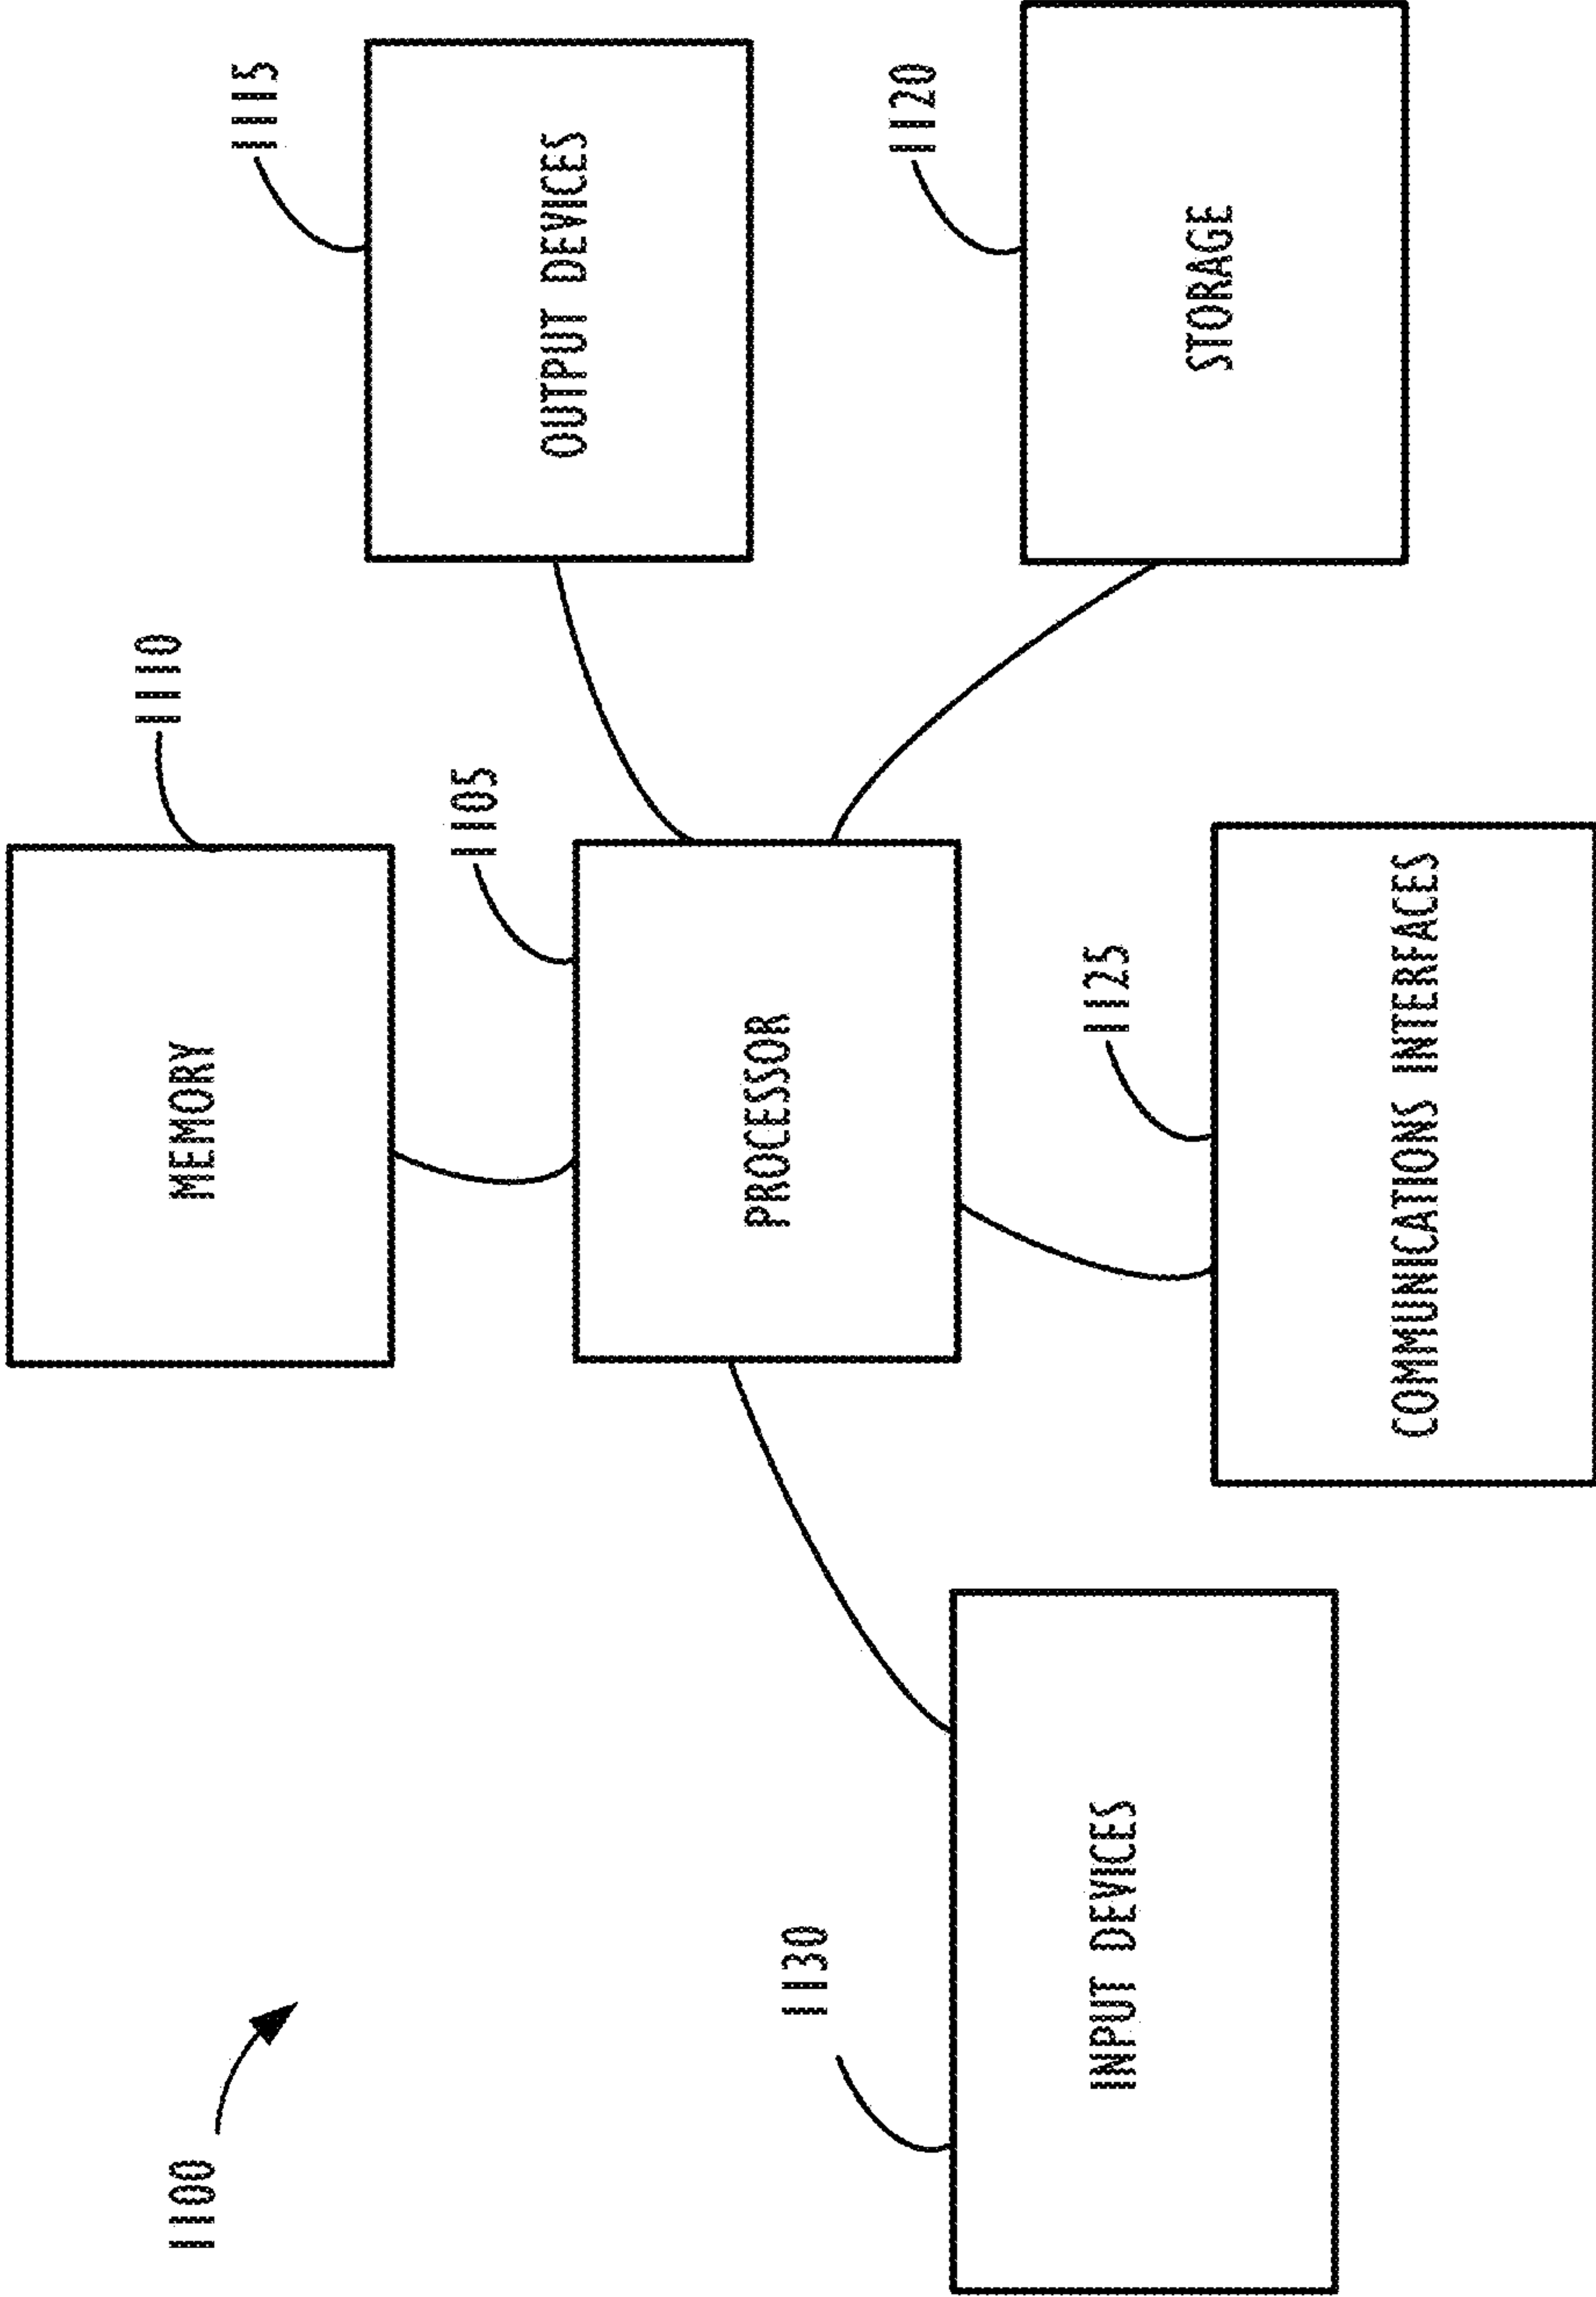 1100
MEMORY
1110
1115
OUTPUT DEVICES
1105
PROCESSOR
1130
INPUT DEVICES
1125
COMMUNICATIONS INTERFACES
1120
STORAGE